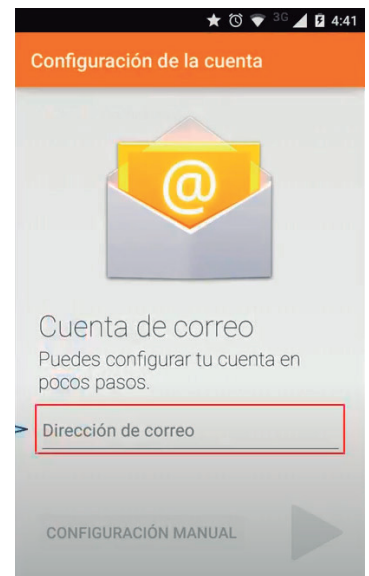 3G 4:41
Configuración de la cuenta
@
Cuenta de correo
Puedes configurar tu cuenta en
pocos pasos.
Dirección de correo
CONFIGURACIÓN MANUAL